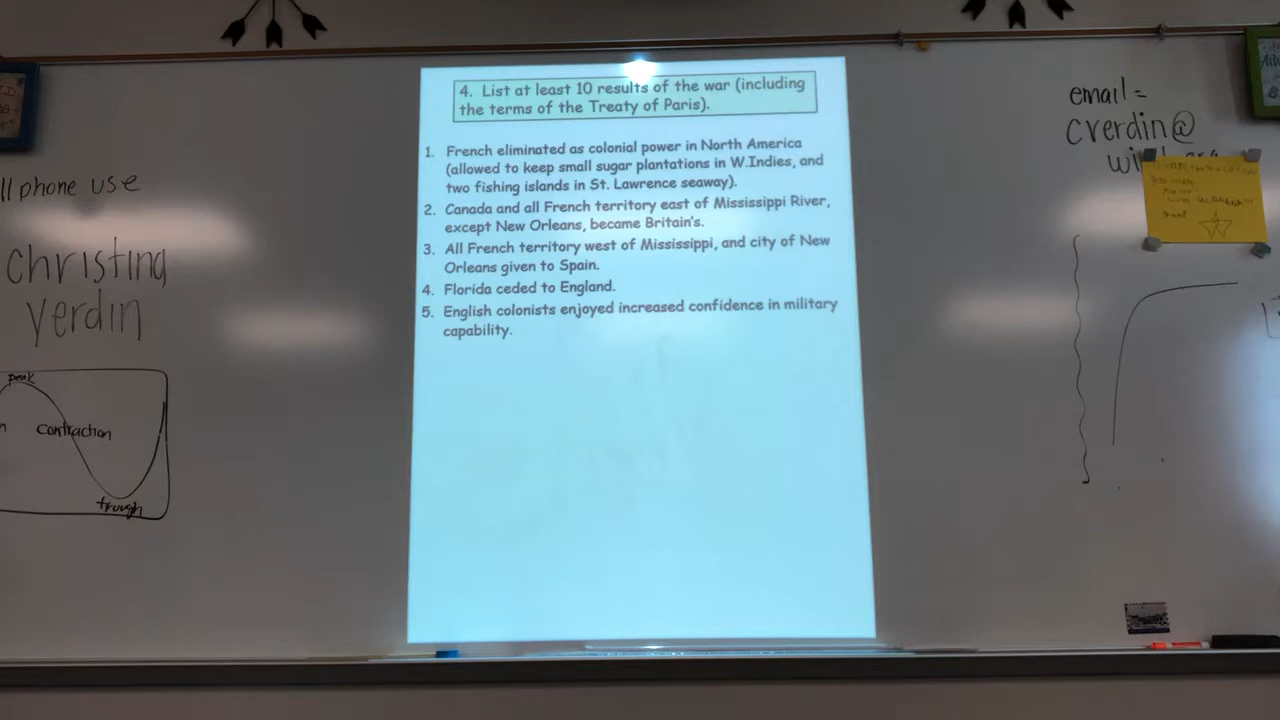 4. List at least 10 results of the war (including
the terms of the Treaty of Paris).
1. French eliminated as colonial power in North America
(allowed to keep small sugar plantations in W.Indies, and
two fishing islands in St. Lawrence seaway).
2. Canada and all French territory east of Mississippi River,
except New Orleans, became Britain's.
3. All French territory west of Mississippi, and city of New
Orleans given to Spain.
4. Florida ceded to England.
5. English colonists enjoyed increased confidence in military
capability.
ll phone use
christing
verdin
peak
n contraction
trough
email =
cverdin@